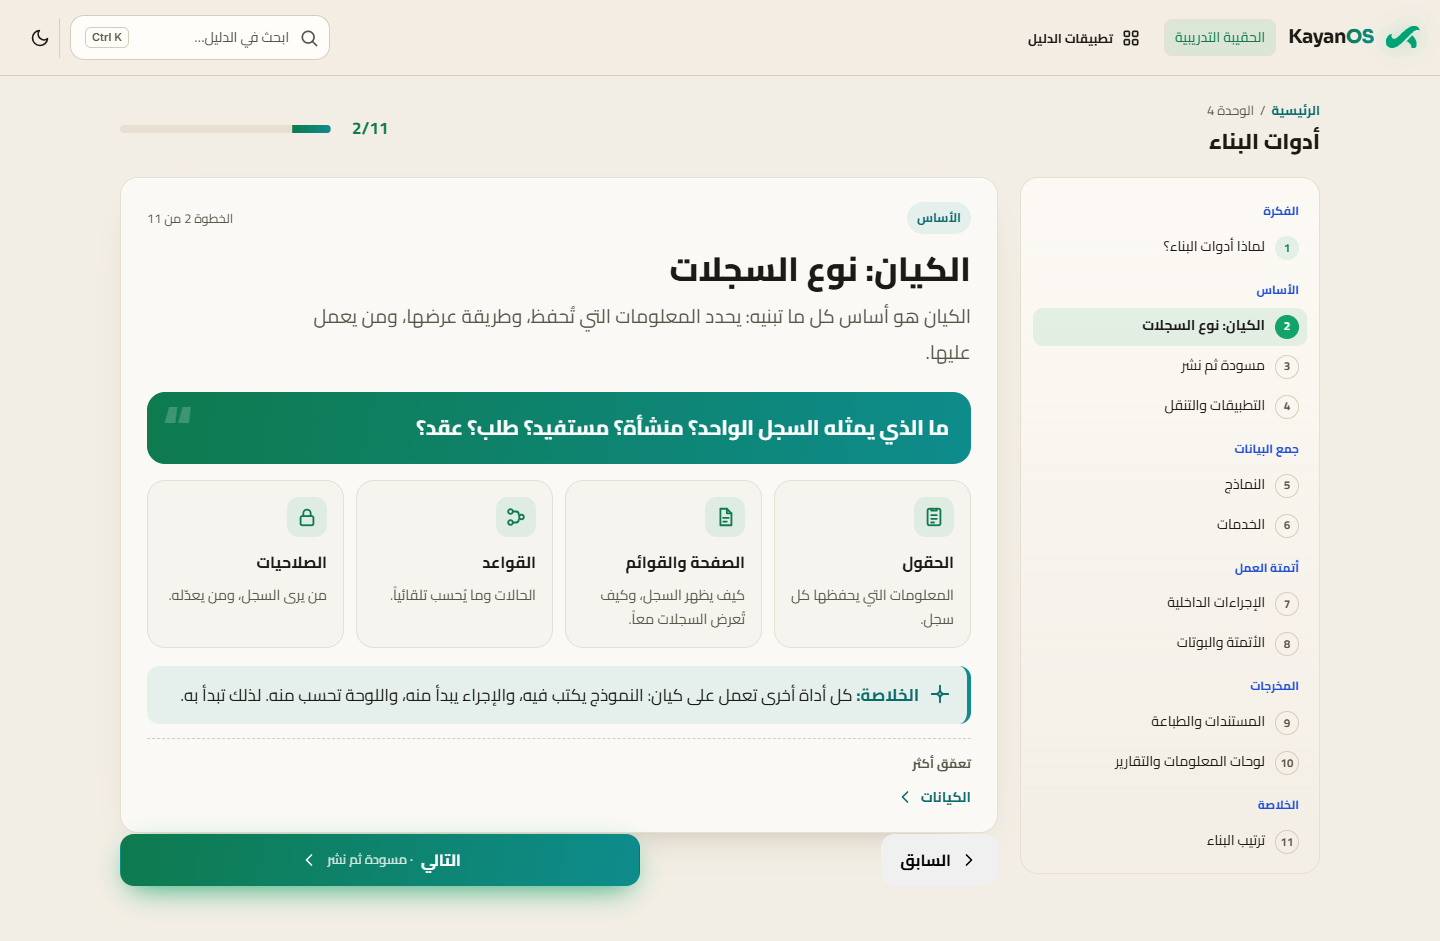 KayanOS
الحقيبة التدريبية
تطبيقات الدليل
ابحث في الدليل...
Ctrl K
الرئيسية / الوحدة 4
أدوات البناء
2/11
الفكرة
1 لماذا أدوات البناء؟
الأساس
2 الكيان: نوع السجلات
3 مسودة ثم نشر
4 التطبيقات والتنقل
جمع البيانات
5 النماذج
6 الخدمات
أتمتة العمل
7 الإجراءات الداخلية
8 الأتمتة والبوتات
المخرجات
9 المستندات والطباعة
10 لوحات المعلومات والتقارير
الخلاصة
11 ترتيب البناء
الأساس
الخطوة 2 من 11
الكيان: نوع السجلات
الكيان هو أساس كل ما تبنيه: يحدد المعلومات التي تُحفظ، وطريقة عرضها، ومن يعمل
عليها.
ما الذي يمثله السجل الواحد؟ منشأة؟ مستفيد؟ طلب؟ عقد؟
الحقول
المعلومات التي يحفظها كل
سجل.
الصفحة والقوائم
كيف يظهر السجل، وكيف
تُعرض السجلات معاً.
القواعد
الحالات وما يُحسب تلقائياً.
الصلاحيات
من يرى السجل، ومن يعدّله.
الخلاصة: كل أداة أخرى تعمل على كيان: النموذج يكتب فيه، والإجراء يبدأ منه، واللوحة تحسب منه. لذلك تبدأ به.
تعمّق أكثر
الكيانات
السابق
التالي · مسودة ثم نشر